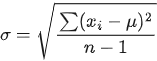 σ = √(∑(xᵢ − μ)² / (n − 1))